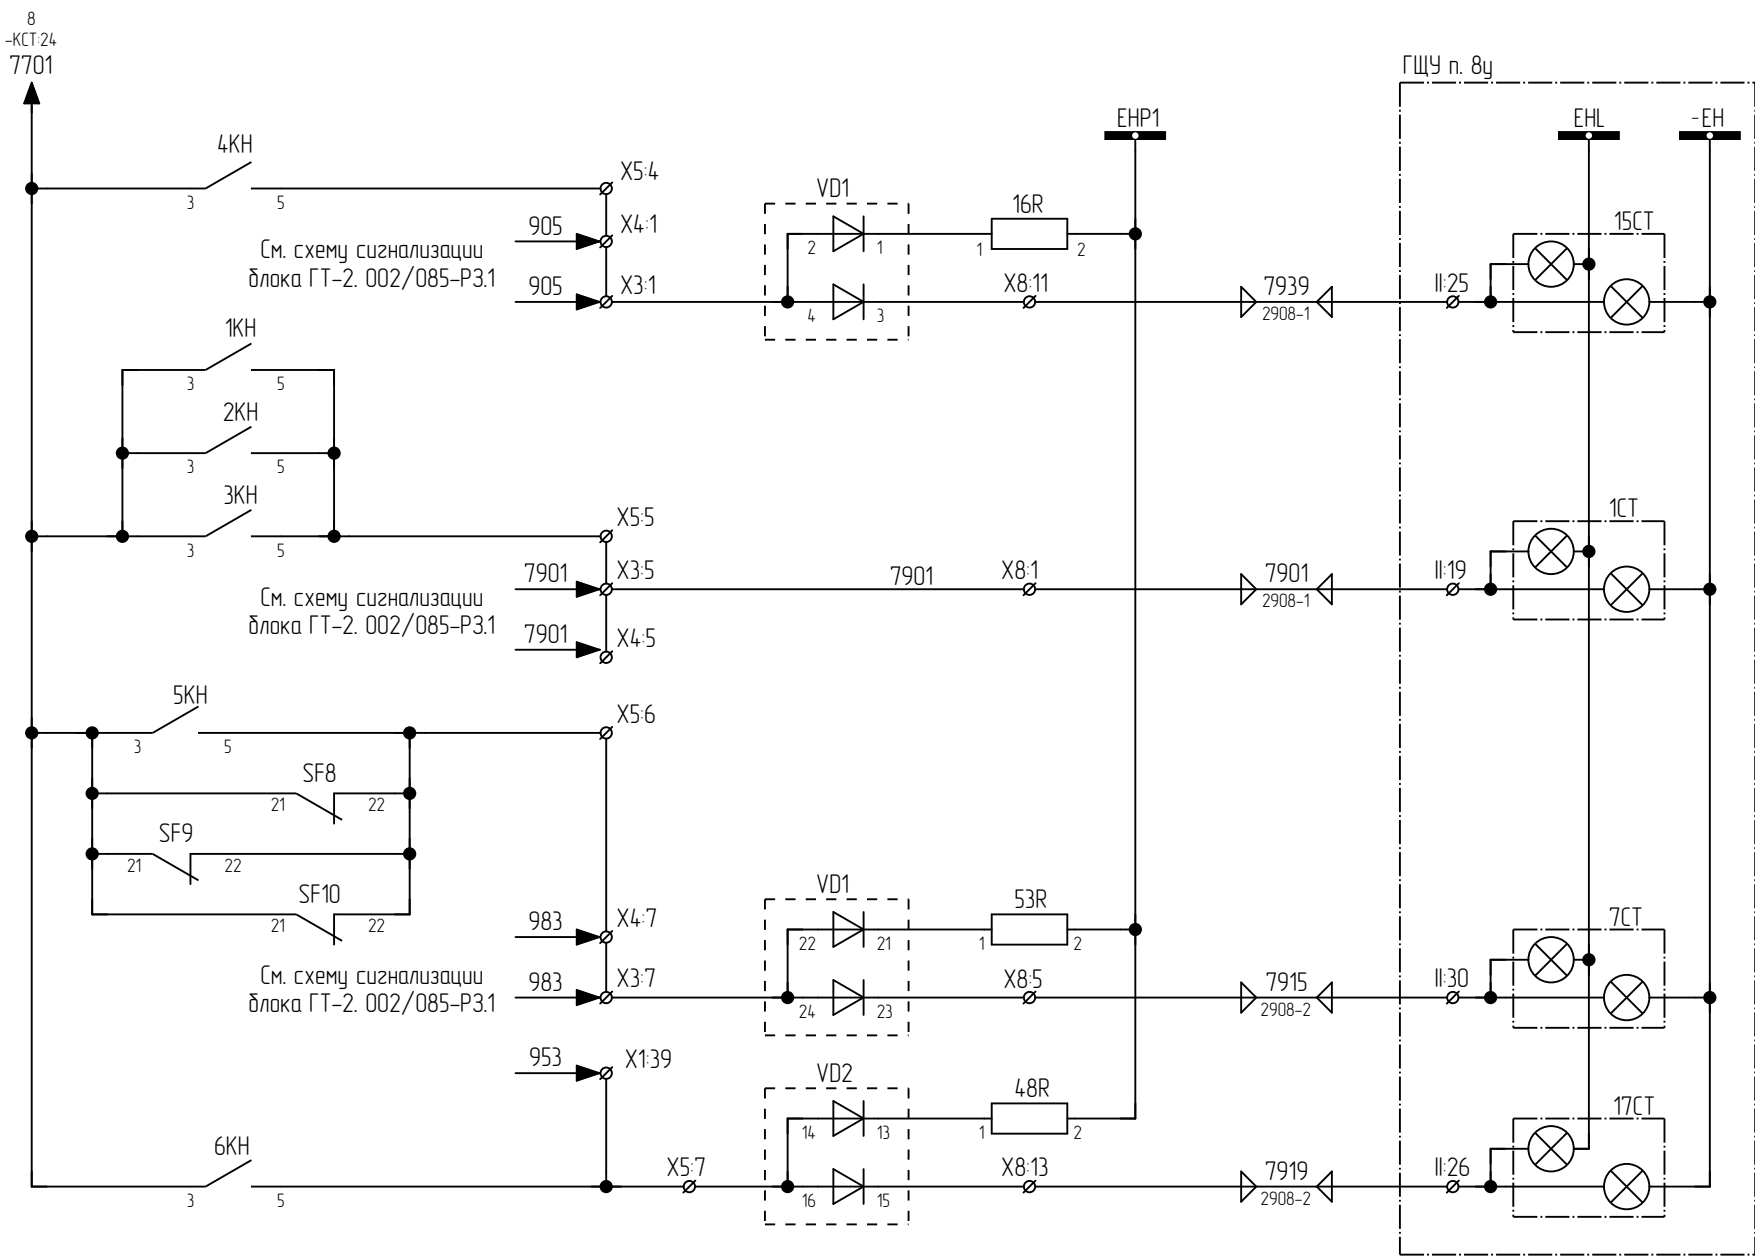 8
-КСТ:24
7701
ГЩУ п. 8у
EHP1
EHL
-EH
4КН
3
5
X5:4
905
X4:1
См. схему сигнализации
блока ГТ-2. 002/085-РЗ.1
905
X3:1
VD1
2
1
4
3
16R
1
2
X8:11
7939
2908-1
II:25
15СТ
1КН
3
5
2КН
3
5
3КН
3
5
X5:5
7901
X3:5
См. схему сигнализации
блока ГТ-2. 002/085-РЗ.1
7901
X4:5
7901
X8:1
7901
2908-1
II:19
1СТ
5КН
3
5
X5:6
SF8
21
22
SF9
21
22
SF10
21
22
983
X4:7
См. схему сигнализации
блока ГТ-2. 002/085-РЗ.1
983
X3:7
VD1
22
21
24
23
53R
1
2
X8:5
7915
2908-2
II:30
7СТ
953
X1:39
6КН
3
5
X5:7
VD2
14
13
16
15
48R
1
2
X8:13
7919
2908-2
II:26
17СТ